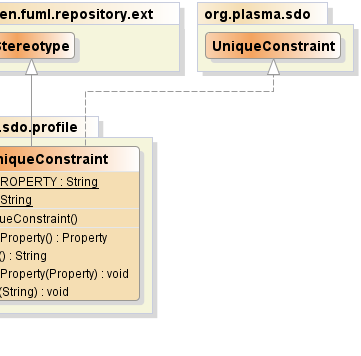 en.fuml.repository.ext
org.plasma.sdo
Stereotype
UniqueConstraint
.sdo.profile
niqueConstraint
ROPERTY : String
String
ueConstraint()
Property() : Property
() : String
Property(Property) : void
(String) : void